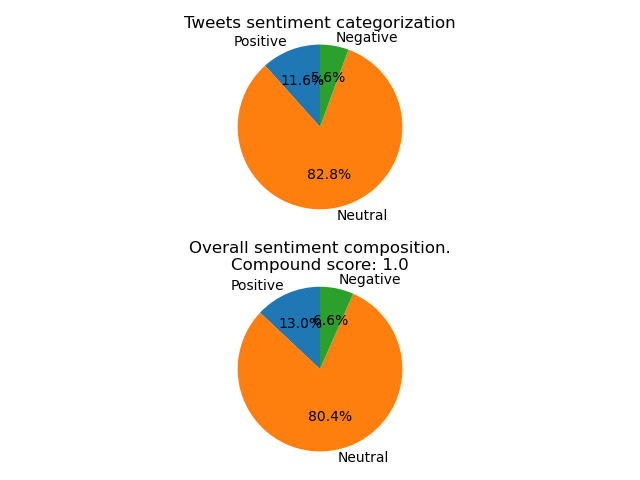 Tweets sentiment categorization
Positive
Negative
11.6%
5.6%
82.8%
Neutral
Overall sentiment composition.
Compound score: 1.0
Positive
Negative
13.0%
6.6%
80.4%
Neutral